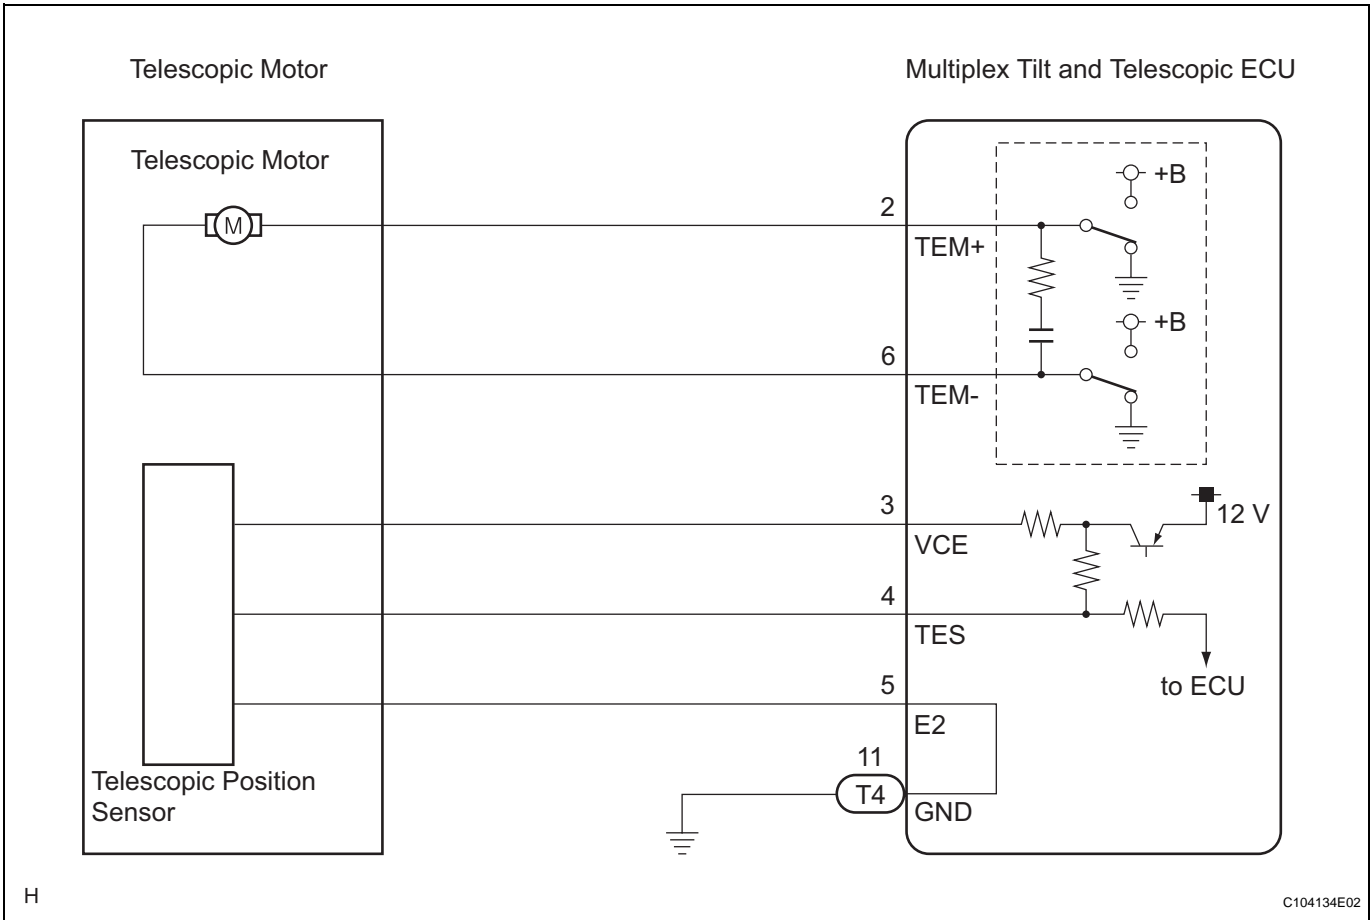 Telescopic Motor
Multiplex Tilt and Telescopic ECU
Telescopic Motor
M
+B
2
TEM+
+B
6
TEM-
12 V
3
VCE
4
TES
to ECU
5
E2
11
T4
GND
Telescopic Position
Sensor
H
C104134E02